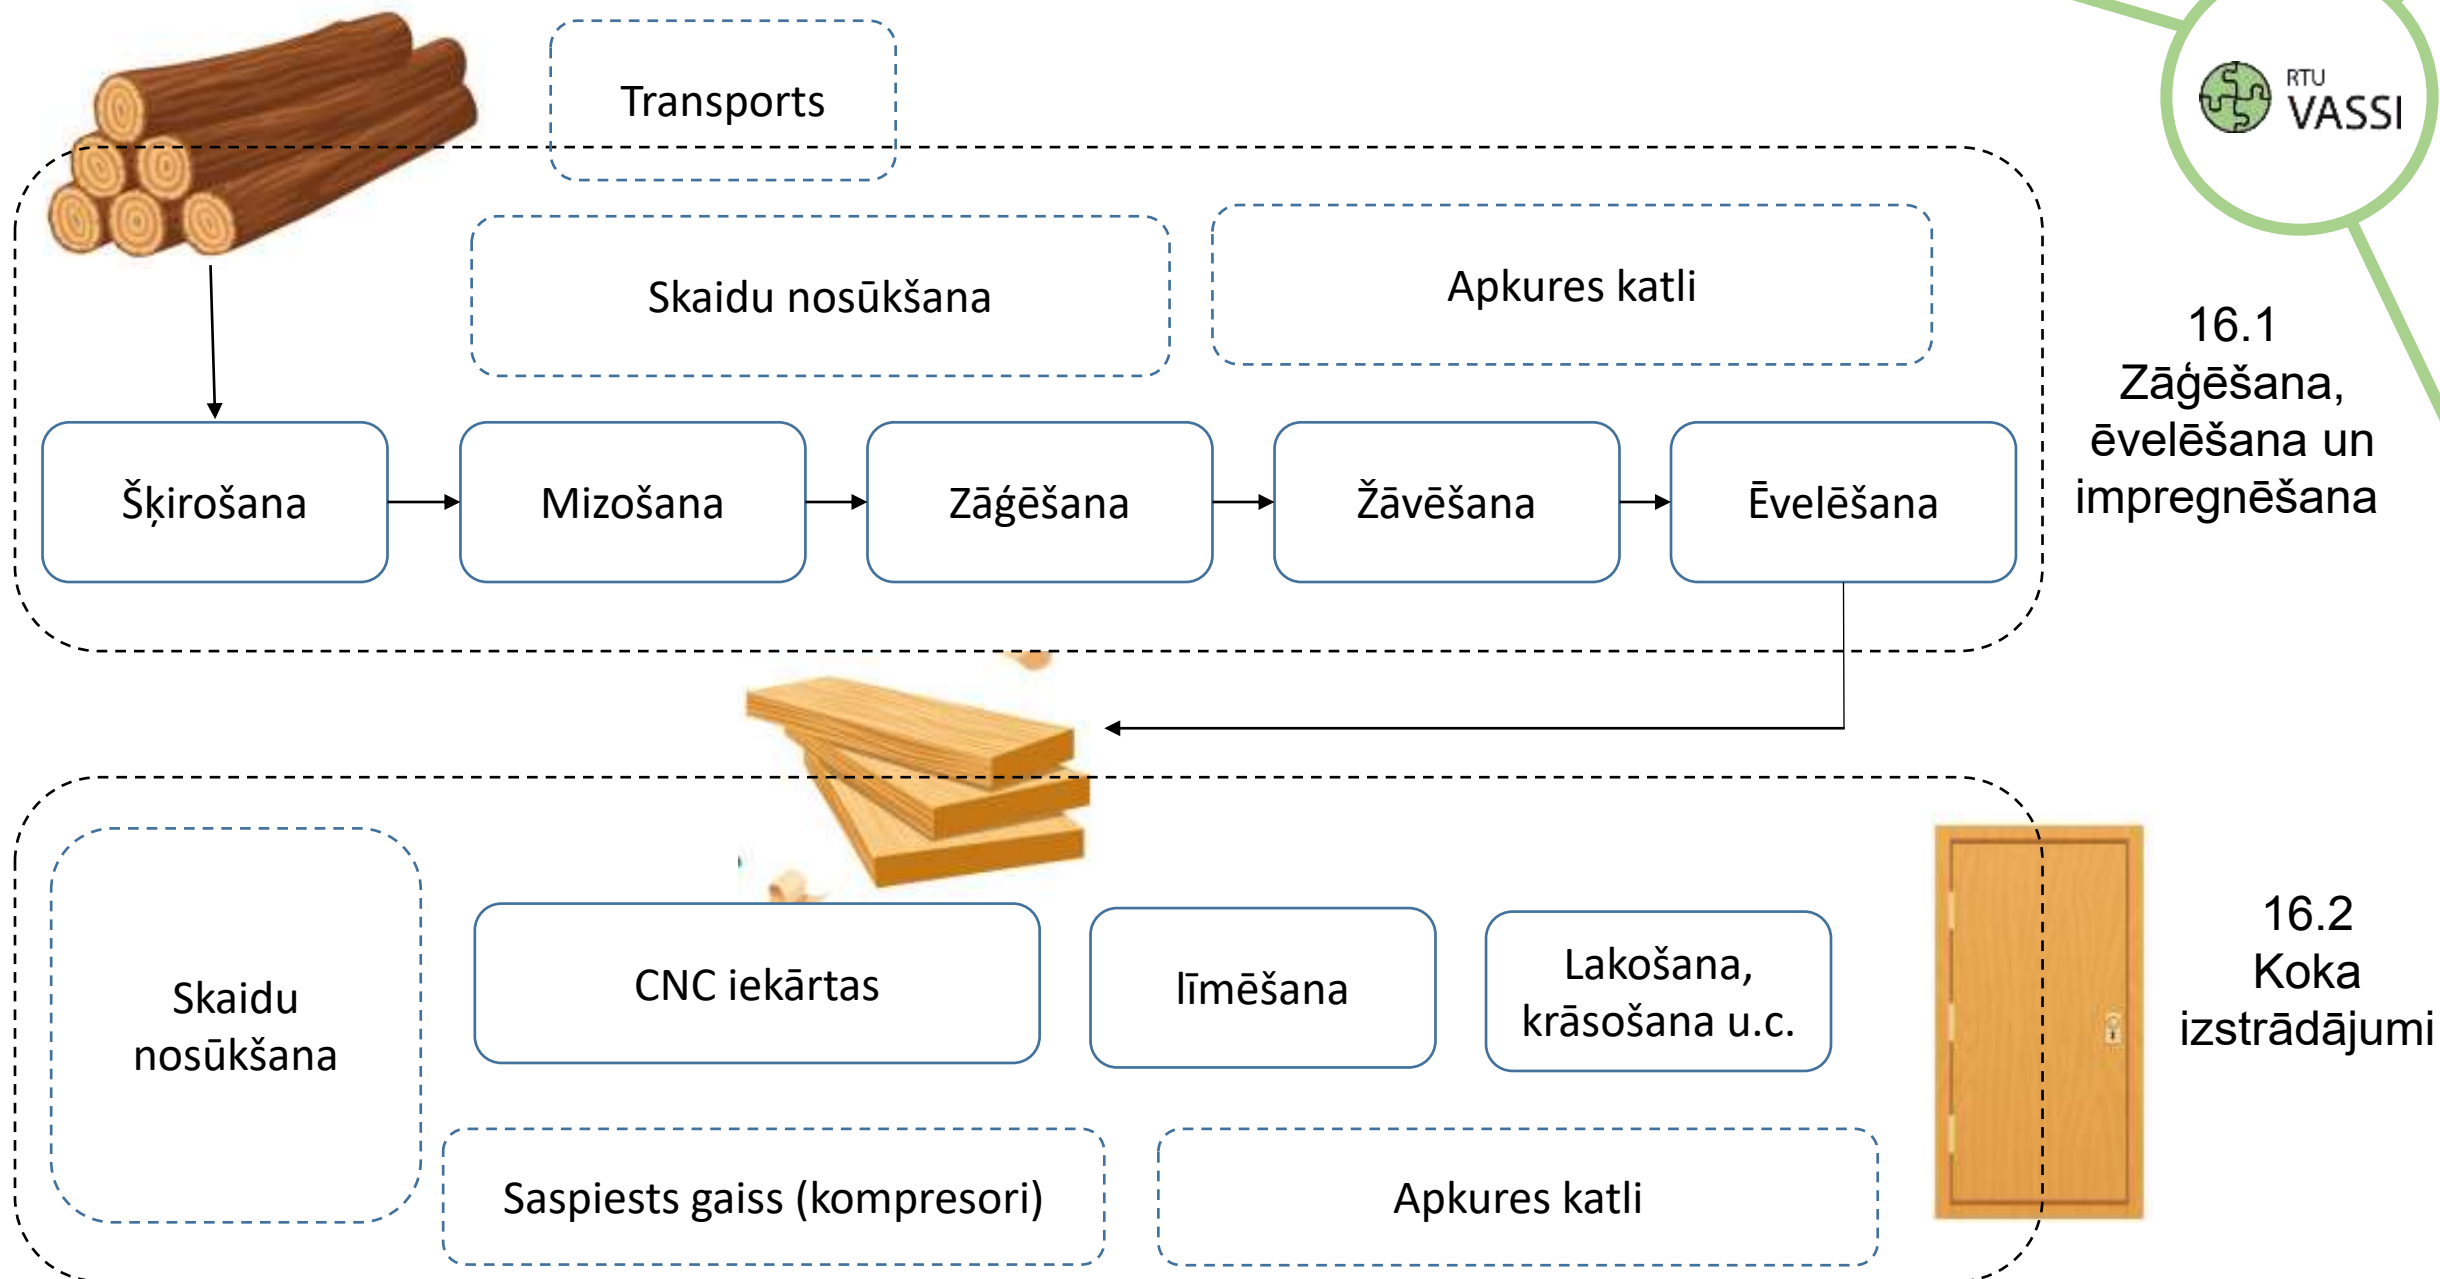 Transports
RTU
VASSI
Skaidu nosūkšana
Apkures katli
16.1
Zāģēšana,
ēvelēšana un
impregnēšana
Šķirošana
Mizošana
Zāģēšana
Žāvēšana
Ēvelēšana
Skaidu
nosūkšana
CNC iekārtas
līmēšana
Lakošana,
krāsošana u.c.
16.2
Koka
izstrādājumi
Saspiests gaiss (kompresori)
Apkures katli